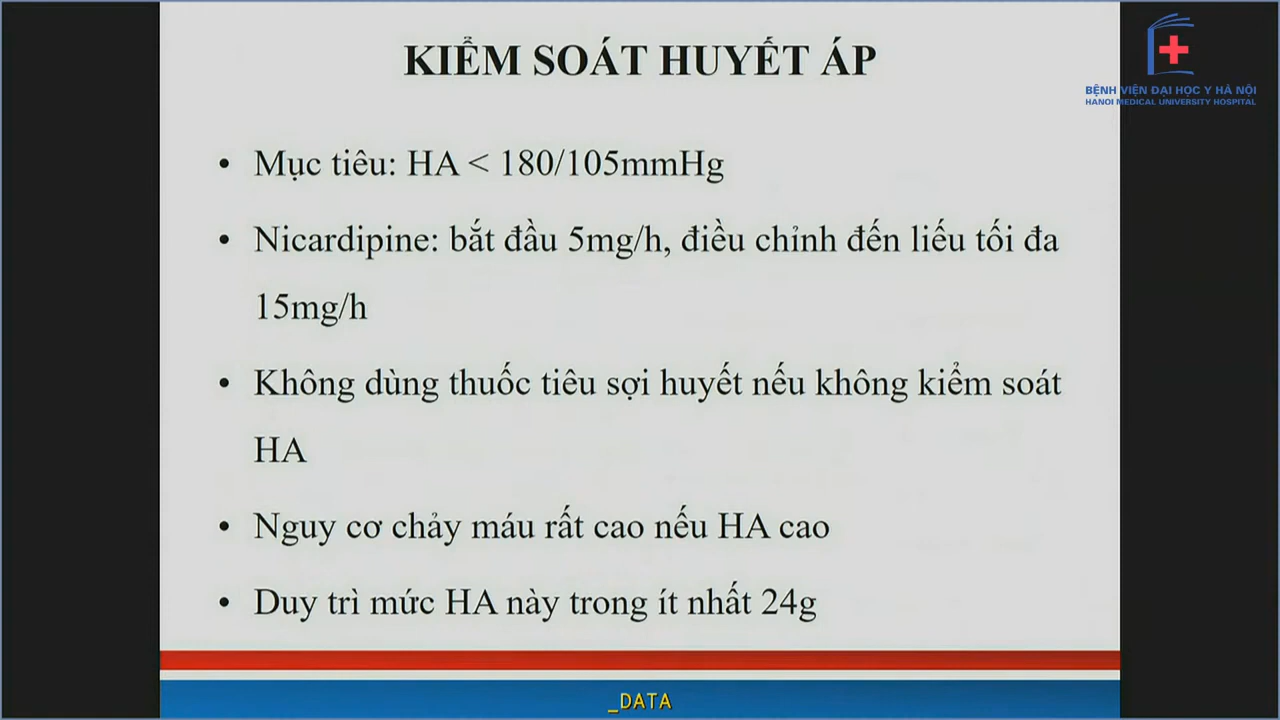 KIỂM SOÁT HUYẾT ÁP
BỆNH VIỆN ĐẠI HỌC Y HÀ NỘI
HANOI MEDICAL UNIVERSITY HOSPITAL
• Mục tiêu: HA < 180/105mmHg
• Nicardipine: bắt đầu 5mg/h, điều chỉnh đến liếu tối đa
15mg/h
• Không dùng thuốc tiêu sợi huyết nếu không kiểm soát
HA
• Nguy cơ chảy máu rất cao nếu HA cao
• Duy trì mức HA này trong ít nhất 24g
_DATA